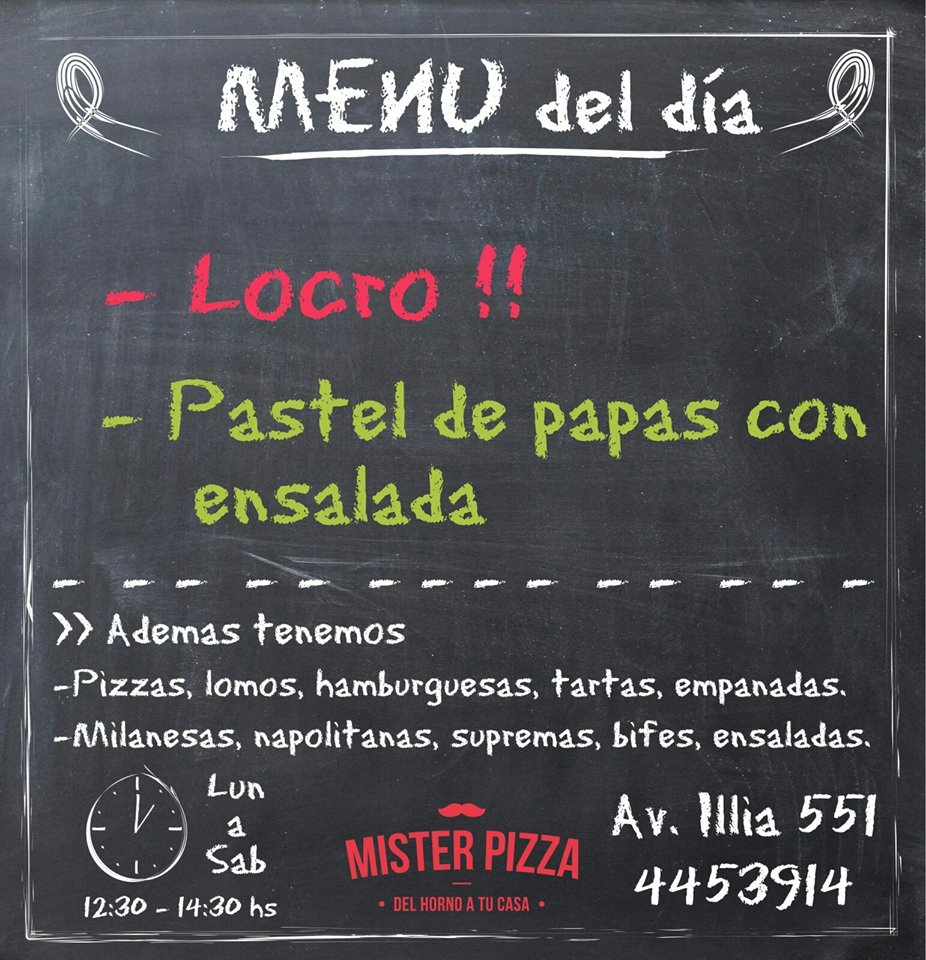 MENU del día
- Locro !!
- Pastel de papas con
ensalada
>> Ademas tenemos
-Pizzas, lomos, hamburguesas, tartas, empanadas.
-Milanesas, napolitanas, supremas, bifes, ensaladas.
Lun
a
Sab
12:30 - 14:30 hs
MISTER PIZZA
• DEL HORNO A TU CASA •
Av. Illia 551
4453914